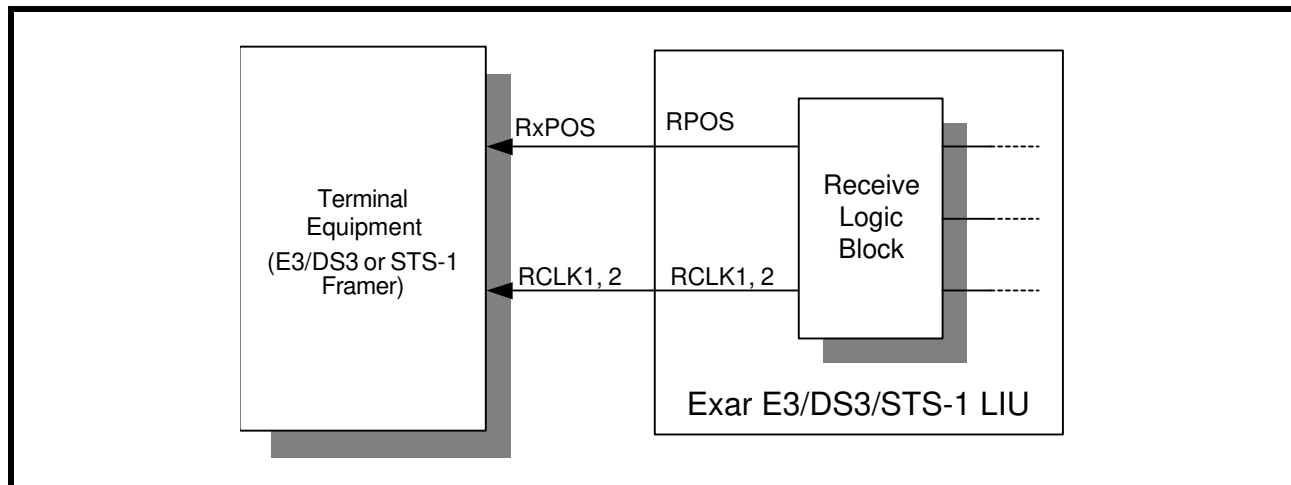 Terminal
Equipment
(E3/DS3 or STS-1
Framer)
RxPOS
RPOS
RCLK1, 2
RCLK1, 2
Receive
Logic
Block
Exar E3/DS3/STS-1 LIU